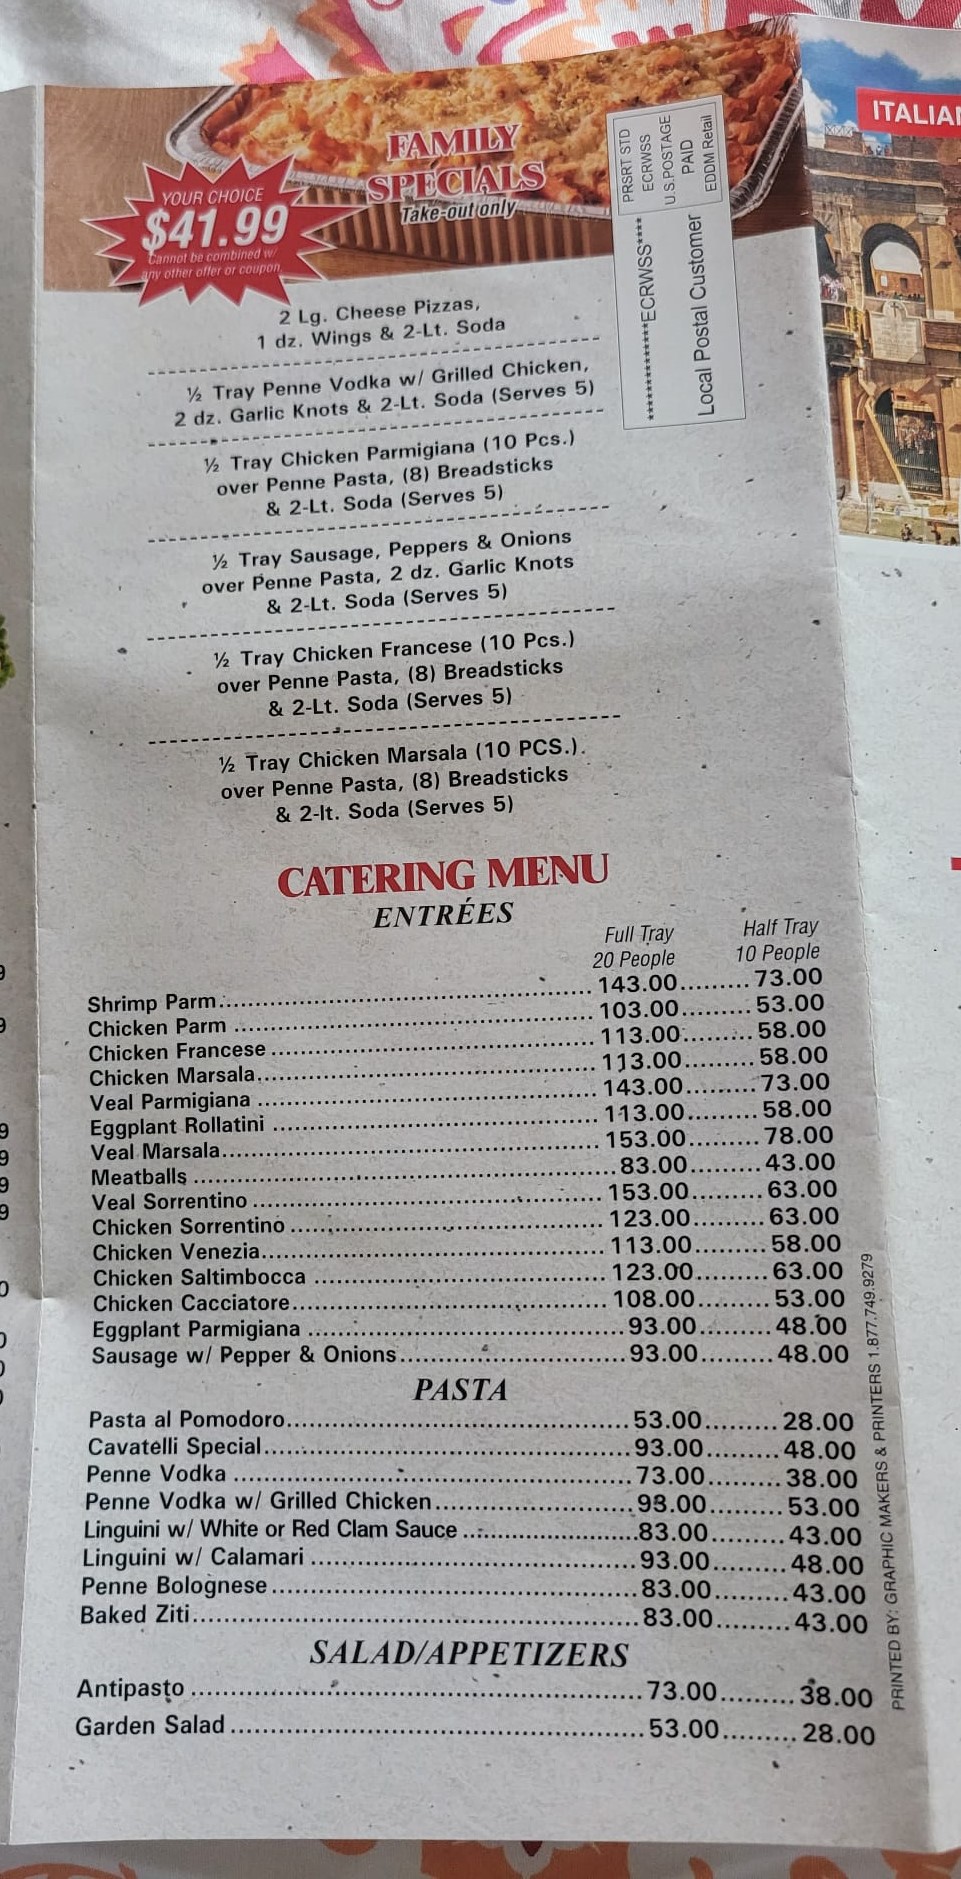 FAMILY
SPECIALS
Take-out only
YOUR CHOICE
$41.99
Cannot be combined w/
any other offer or coupon
PRSRT STD
ECRWSS
U.S.POSTAGE
PAID
EDDM Retail
**************ECRWSS****
Local Postal Customer
ITALIAN
2 Lg. Cheese Pizzas,
1 dz. Wings & 2-Lt. Soda
½ Tray Penne Vodka w/ Grilled Chicken,
2 dz. Garlic Knots & 2-Lt. Soda (Serves 5)
½ Tray Chicken Parmigiana (10 Pcs.)
over Penne Pasta, (8) Breadsticks
& 2-Lt. Soda (Serves 5)
½ Tray Sausage, Peppers & Onions
over Penne Pasta, 2 dz. Garlic Knots
& 2-Lt. Soda (Serves 5)
½ Tray Chicken Francese (10 Pcs.)
over Penne Pasta, (8) Breadsticks
& 2-Lt. Soda (Serves 5)
½ Tray Chicken Marsala (10 PCS.)
over Penne Pasta, (8) Breadsticks
& 2-lt. Soda (Serves 5)
CATERING MENU
ENTRÉES
Full Tray Half Tray
20 People 10 People
Shrimp Parm 143.00 73.00
Chicken Parm 103.00 53.00
Chicken Francese 113.00 58.00
Chicken Marsala 113.00 58.00
Veal Parmigiana 143.00 73.00
Eggplant Rollatini 113.00 58.00
Veal Marsala 153.00 78.00
Meatballs 83.00 43.00
Veal Sorrentino 153.00 63.00
Chicken Sorrentino 123.00 63.00
Chicken Venezia 113.00 58.00
Chicken Saltimbocca 123.00 63.00
Chicken Cacciatore 108.00 53.00
Eggplant Parmigiana 93.00 48.00
Sausage w/ Pepper & Onions 93.00 48.00
PASTA
Pasta al Pomodoro 53.00 28.00
Cavatelli Special 93.00 48.00
Penne Vodka 73.00 38.00
Penne Vodka w/ Grilled Chicken 98.00 53.00
Linguini w/ White or Red Clam Sauce 83.00 43.00
Linguini w/ Calamari 93.00 48.00
Penne Bolognese 83.00 43.00
Baked Ziti 83.00 43.00
SALAD/APPETIZERS
Antipasto 73.00 38.00
Garden Salad 53.00 28.00
PRINTED BY: GRAPHIC MAKERS & PRINTERS 1.877.749.9279